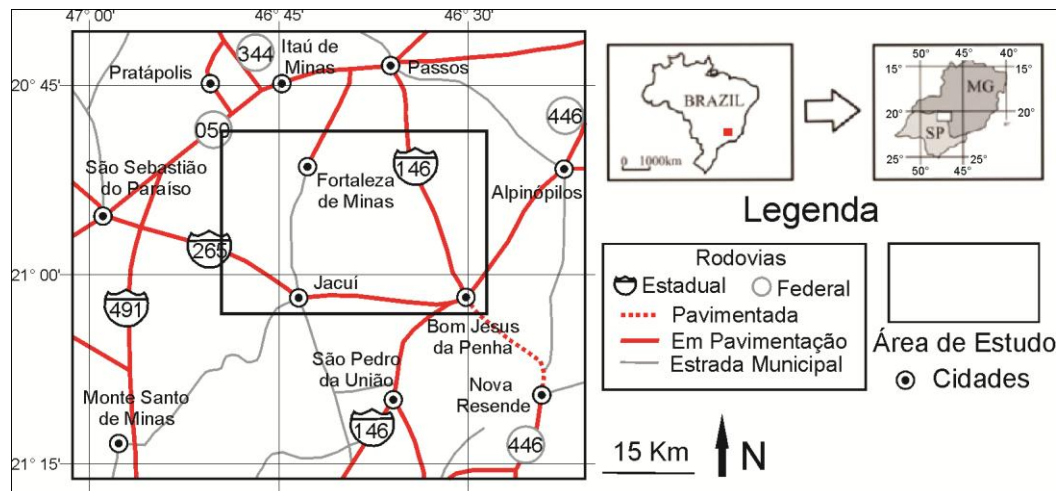 47° 00'
46° 45'
46° 30'
20° 45'
21° 00'
21° 15'
344
Itaú de
Minas
Pratápolis
Passos
050
446
São Sebastião
do Paraíso
Fortaleza
de Minas
146
Alpinópilos
265
Jacuí
491
Bom Jesus
da Penha
São Pedro
da União
Monte Santo
de Minas
Nova
Resende
146
446
BRAZIL
0 1000km
50° 45° 40°
15°
20°
25°
MG
SP
15°
20°
25°
50° 45°
Legenda
Rodovias
Estadual
Federal
Pavimentada
Em Pavimentação
Estrada Municipal
Área de Estudo
Cidades
15 Km
N